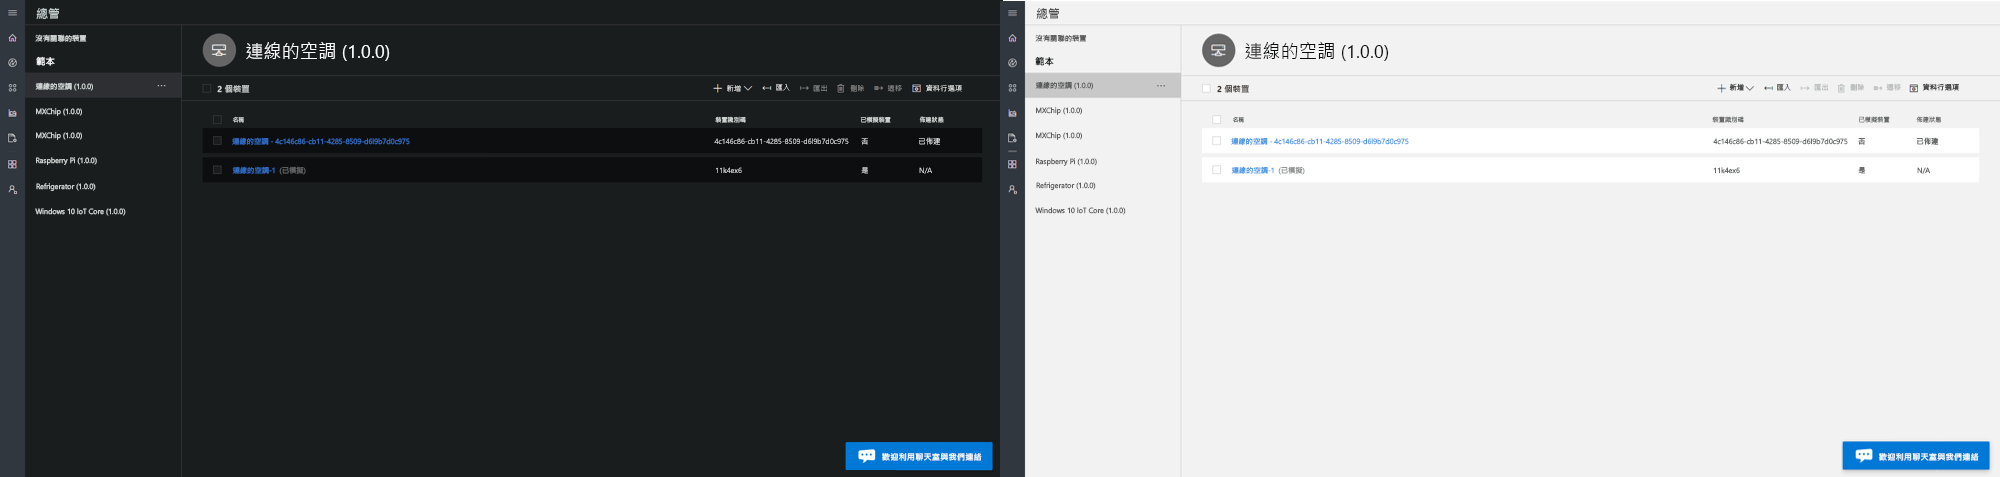 總管
沒有關聯的裝置
範本
連線的空調 (1.0.0)
MXChip (1.0.0)
MXChip (1.0.0)
Raspberry Pi (1.0.0)
Refrigerator (1.0.0)
Windows 10 IoT Core (1.0.0)
連線的空調 (1.0.0)
2 個裝置
新增 匯入 匯出 刪除 遷移 資料行選項
名稱 裝置識別碼 已模擬裝置 佈建狀態
連線的空調 - 4c146c86-cb11-4285-8509-d6f9b7d0c975 4c146c86-cb11-4285-8509-d6f9b7d0c975 否 已佈建
連線的空調-1 (已模擬) 11k4ex6 是 N/A
歡迎利用聊天室與我們連絡
總管
沒有關聯的裝置
範本
連線的空調 (1.0.0)
MXChip (1.0.0)
MXChip (1.0.0)
Raspberry Pi (1.0.0)
Refrigerator (1.0.0)
Windows 10 IoT Core (1.0.0)
連線的空調 (1.0.0)
2 個裝置
新增 匯入 匯出 刪除 遷移 資料行選項
名稱 裝置識別碼 已模擬裝置 佈建狀態
連線的空調 - 4c146c86-cb11-4285-8509-d6f9b7d0c975 4c146c86-cb11-4285-8509-d6f9b7d0c975 否 已佈建
連線的空調-1 (已模擬) 11k4ex6 是 N/A
歡迎利用聊天室與我們連絡